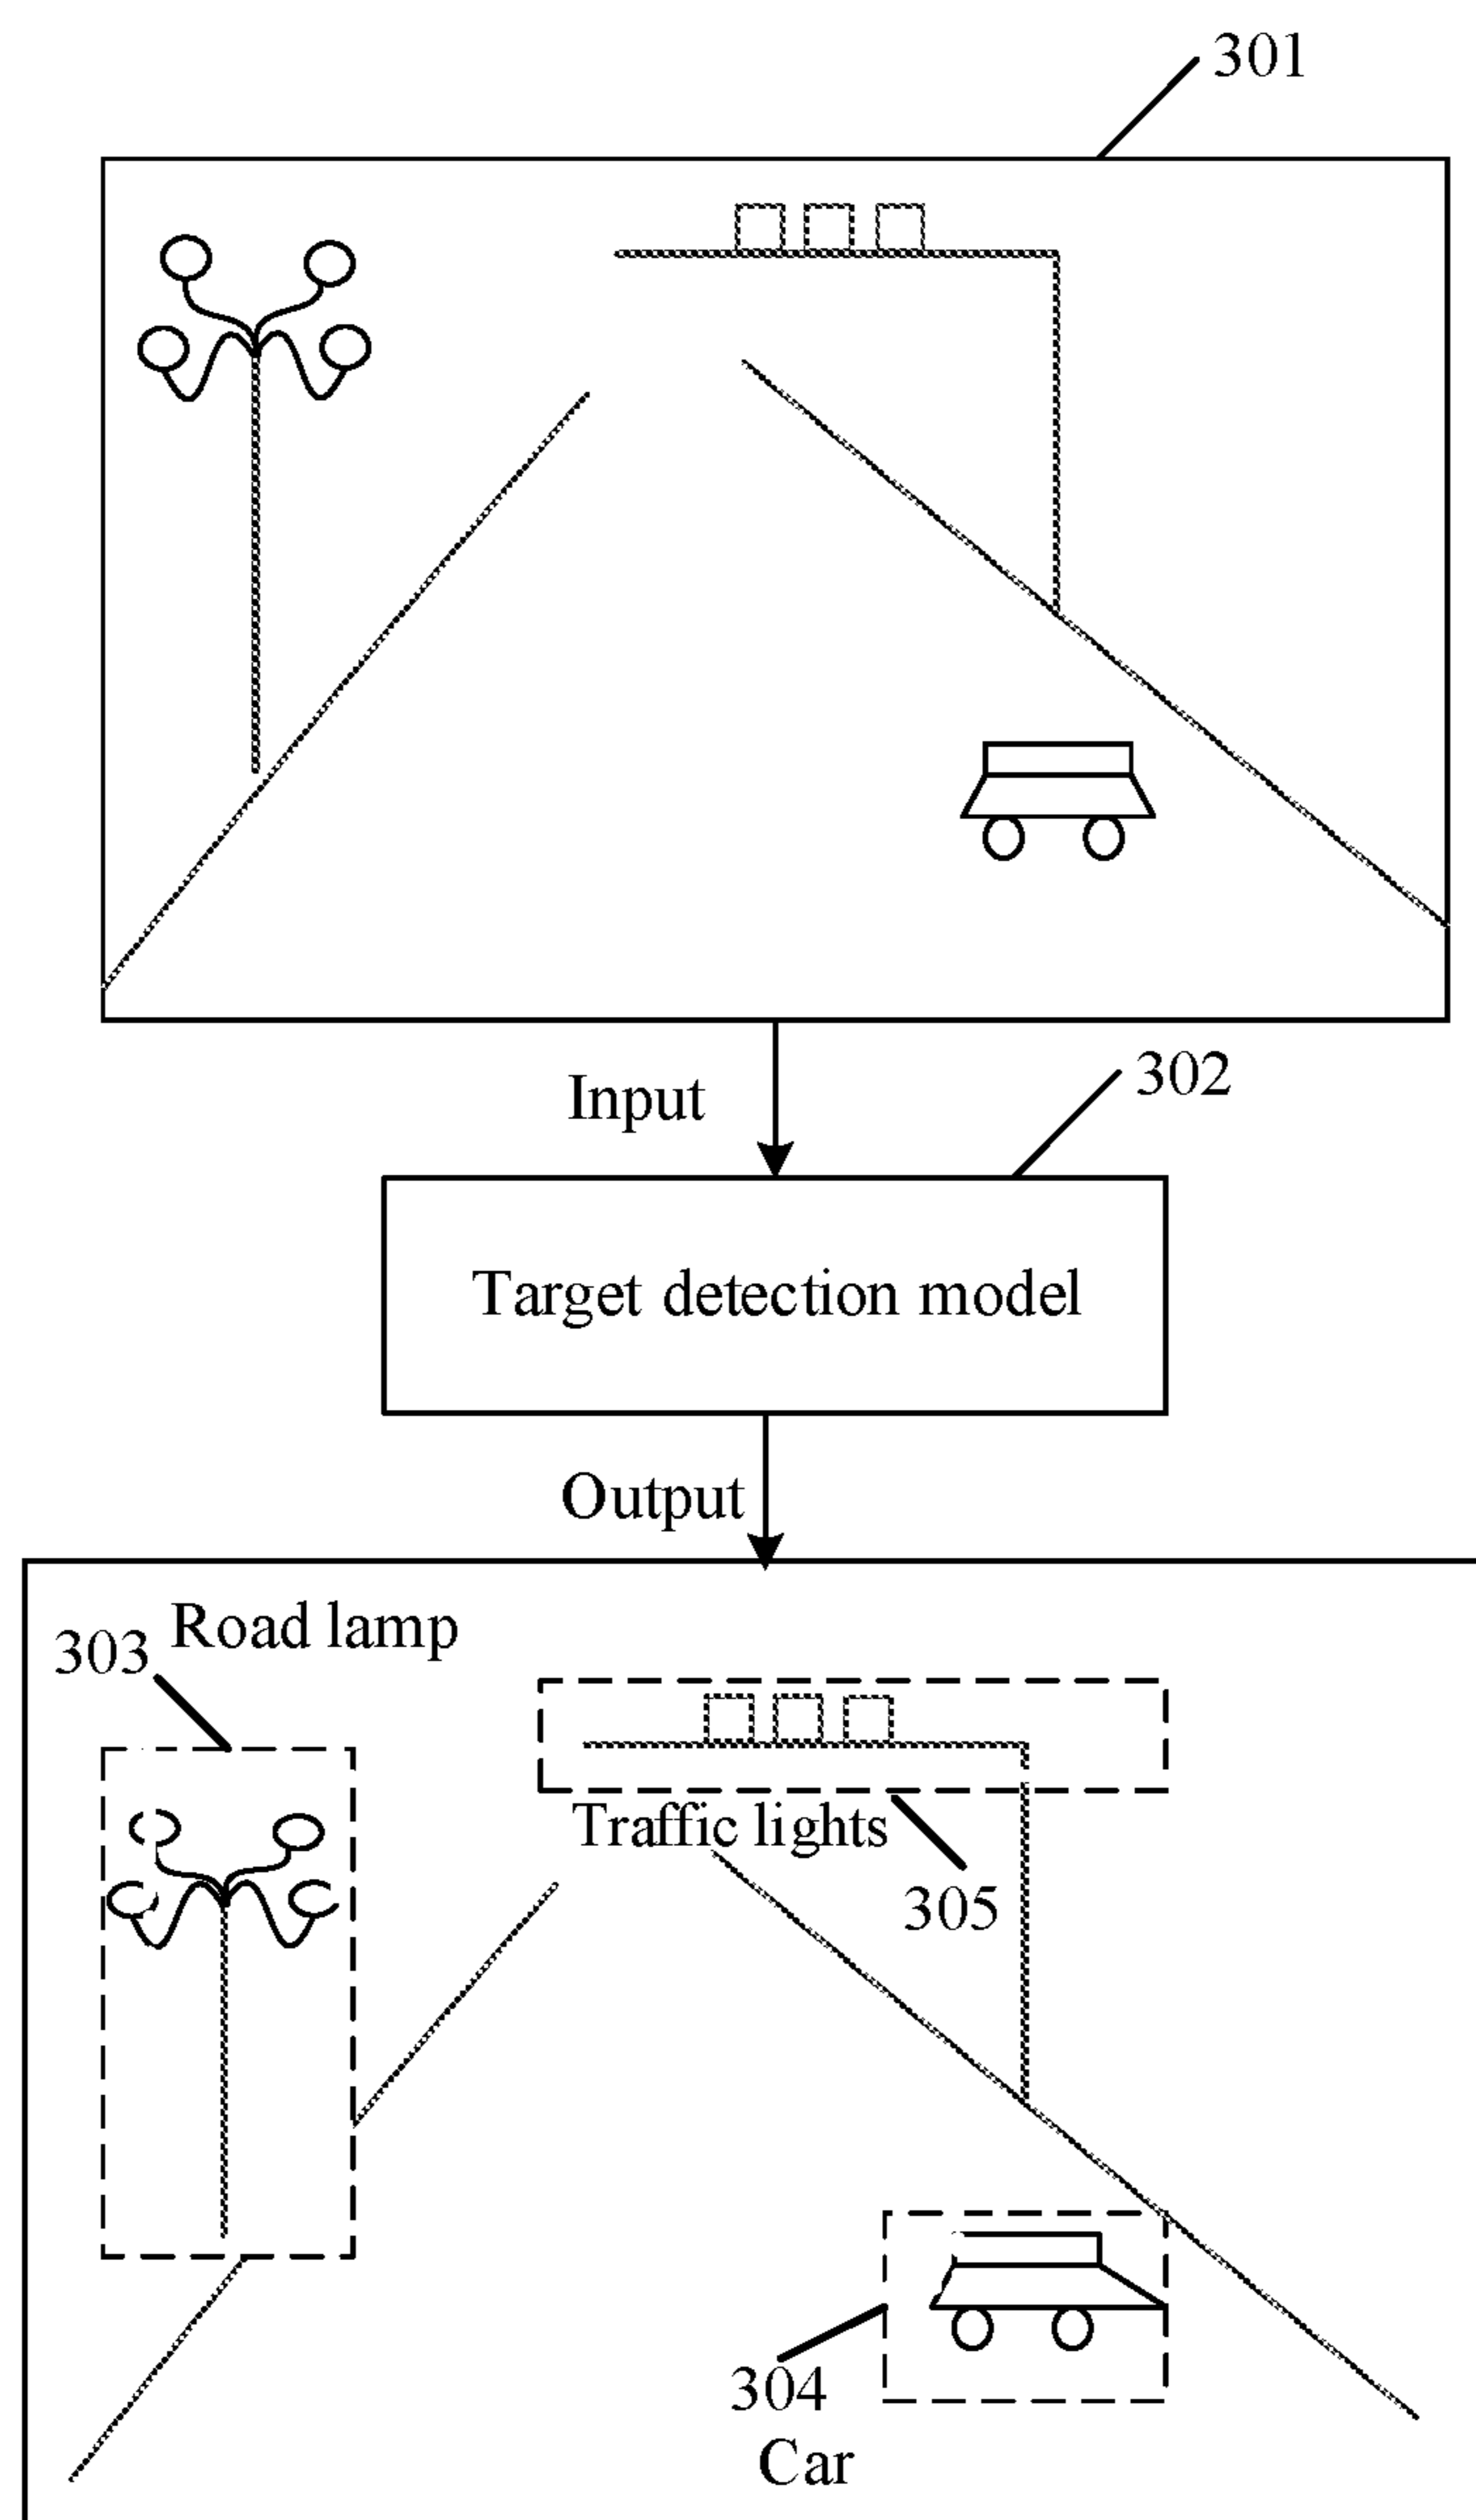 301
Input
302
Target detection model
Output
Road lamp
303
Traffic lights
305
304
Car